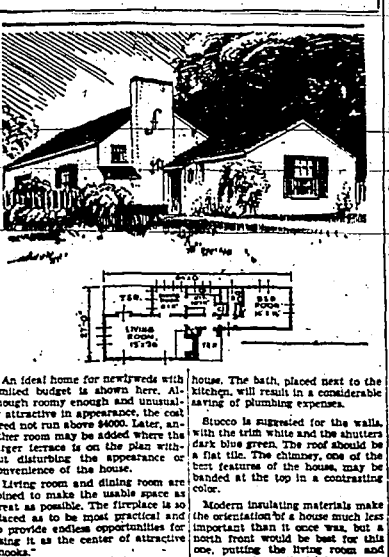 TER.
BED
ROOM
LIVING
ROOM
15 x 26
TER
27'-0"
An ideal home for newlyweds with
limited budget is shown here. Al-
though roomy enough and unusual-
attractive in appearance, the cost
need not run above $4000. Later, an-
other room may be added where the
larger terrace is on the plan with-
out disturbing the appearance or
convenience of the house.
Living room and dining room are
joined to make the usable space as
great as possible. The fireplace is so
placed as to be most practical and
to provide endless opportunities for
using it as the center of attractive
"nooks."
house. The bath, placed next to the
kitchen, will result in a considerable
saving of plumbing expenses.
Stucco is suggested for the walls,
with the trim white and the shutters
dark blue green. The roof should be
a flat tile. The chimney, one of the
best features of the house, may be
banded at the top in a contrasting
color.
Modern insulating materials make
the orientation of a house much less
important than it once was, but a
north front would be best for this
one, putting the living room and